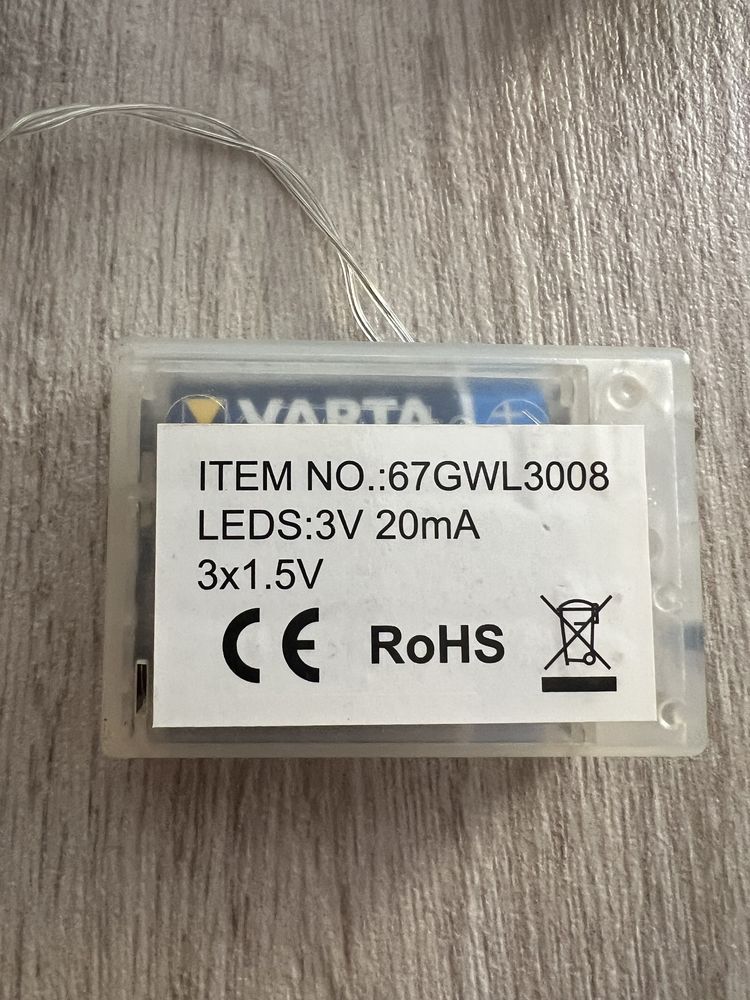 VARTA
ITEM NO.:67GWL3008
LEDS:3V 20mA
3x1.5V
CE RoHS